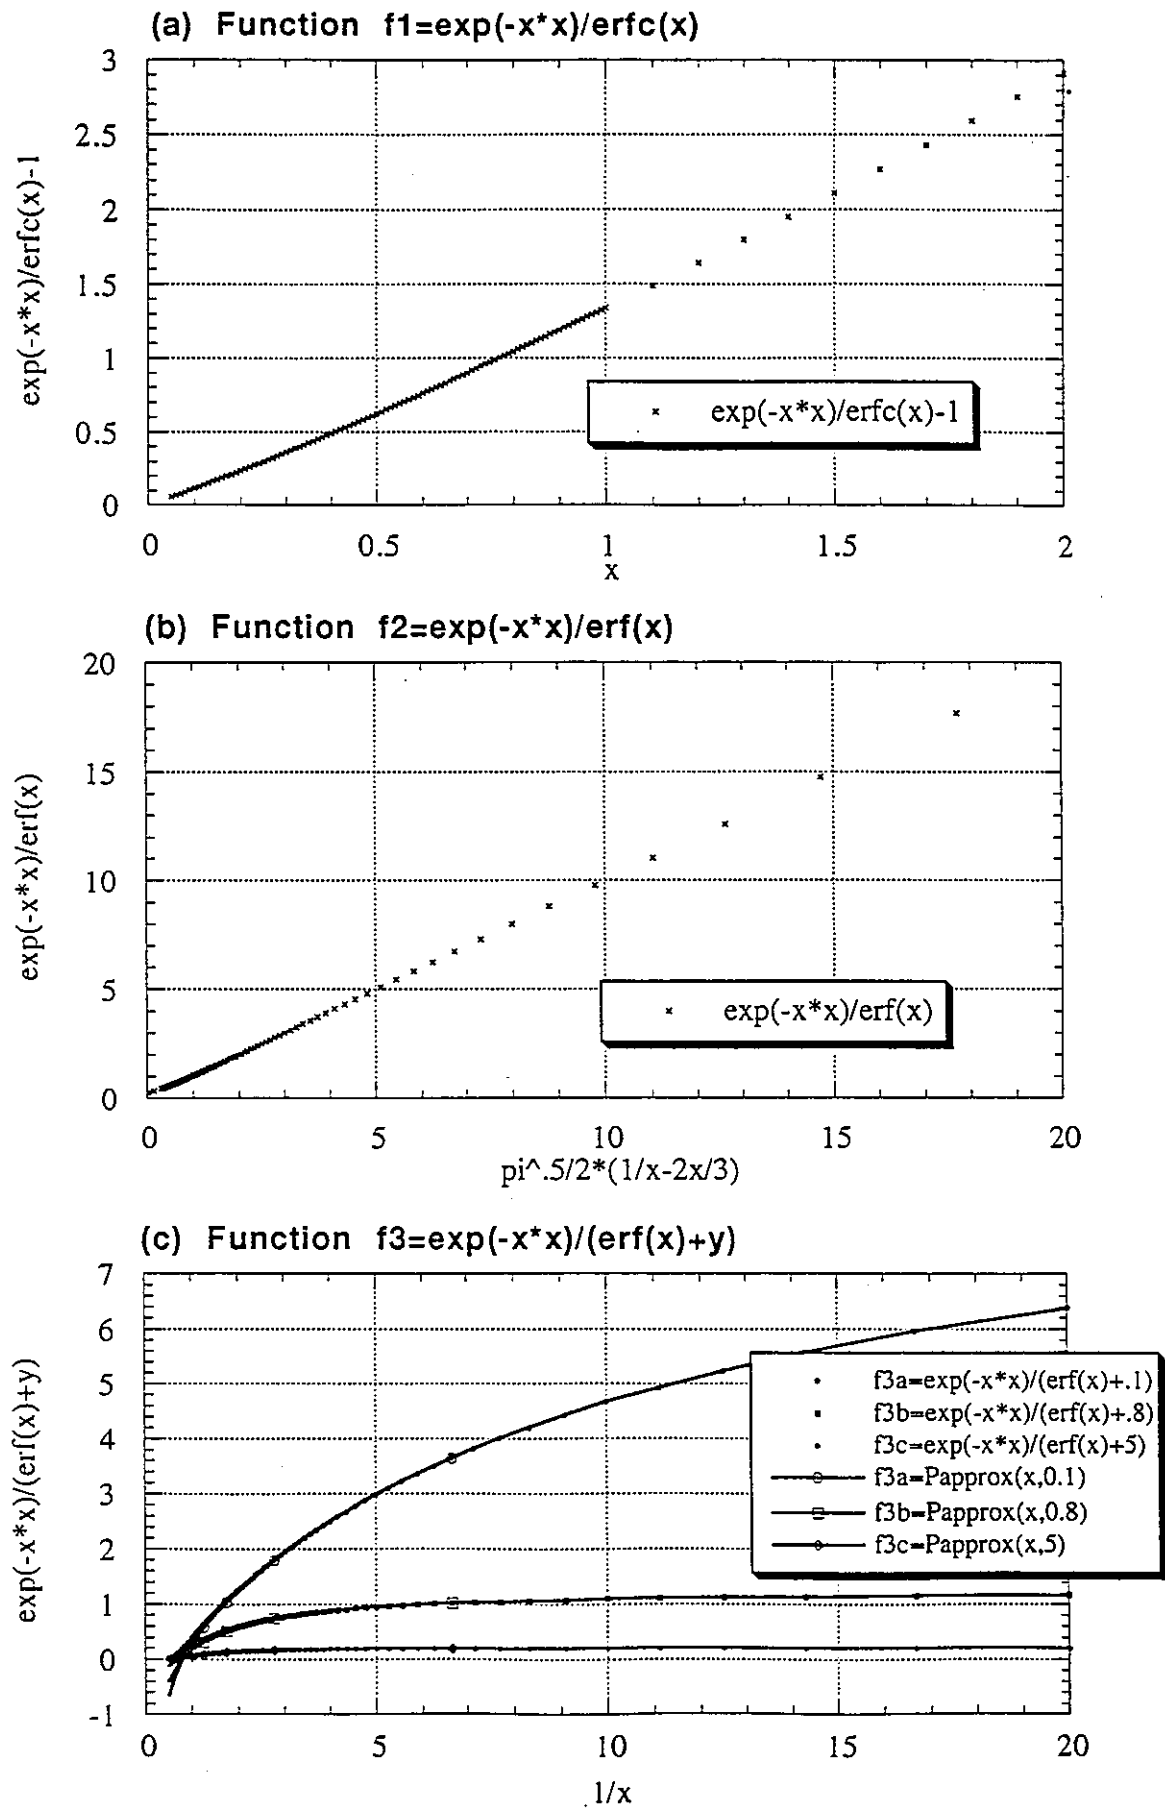 (a) Function f1=exp(-x*x)/erfc(x)
exp(-x*x)/erfc(x)-1
3
2.5
2
1.5
1
0.5
0
exp(-x*x)/erfc(x)-1
0 0.5 1 1.5 2
x
(b) Function f2=exp(-x*x)/erf(x)
exp(-x*x)/erf(x)
20
15
10
5
0
exp(-x*x)/erf(x)
0 5 10 15 20
pi^.5/2*(1/x-2x/3)
(c) Function f3=exp(-x*x)/(erf(x)+y)
exp(-x*x)/(erf(x)+y)
7
6
5
4
3
2
1
0
-1
f3a=exp(-x*x)/(erf(x)+.1)
f3b=exp(-x*x)/(erf(x)+.8)
f3c=exp(-x*x)/(erf(x)+5)
f3a=Papprox(x,0.1)
f3b=Papprox(x,0.8)
f3c=Papprox(x,5)
0 5 10 15 20
1/x